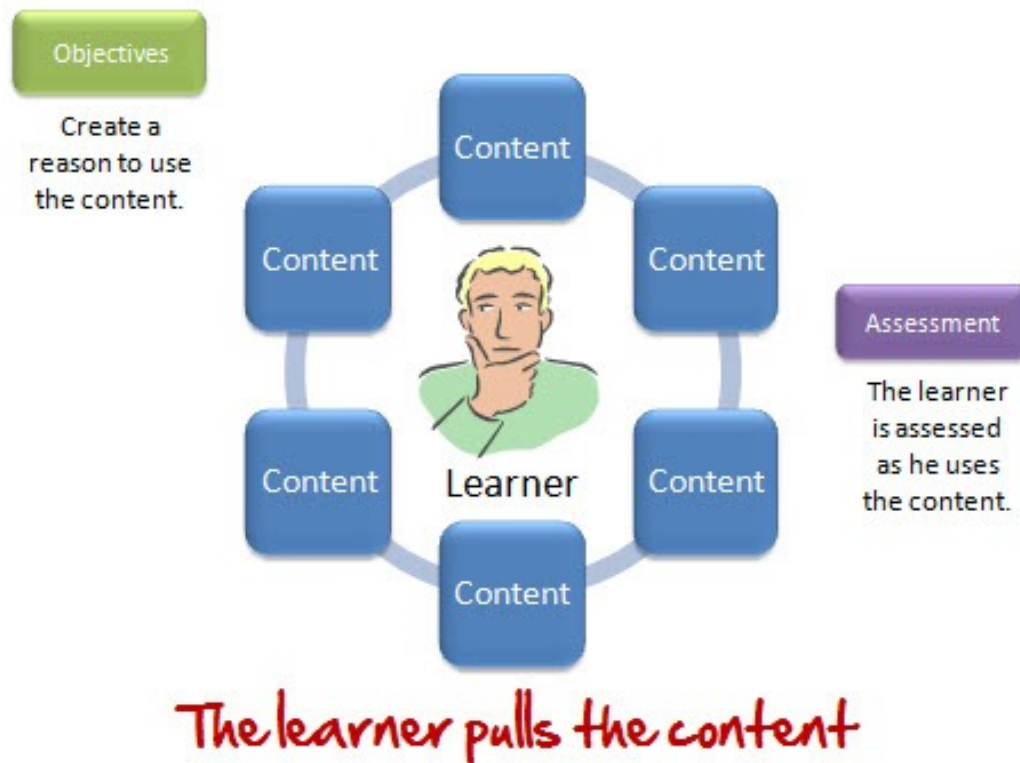 Objectives
Create a
reason to use
the content.
Content
Content
Content
Assessment
The learner
is assessed
as he uses
the content.
Content
Content
Learner
Content
The learner pulls the content